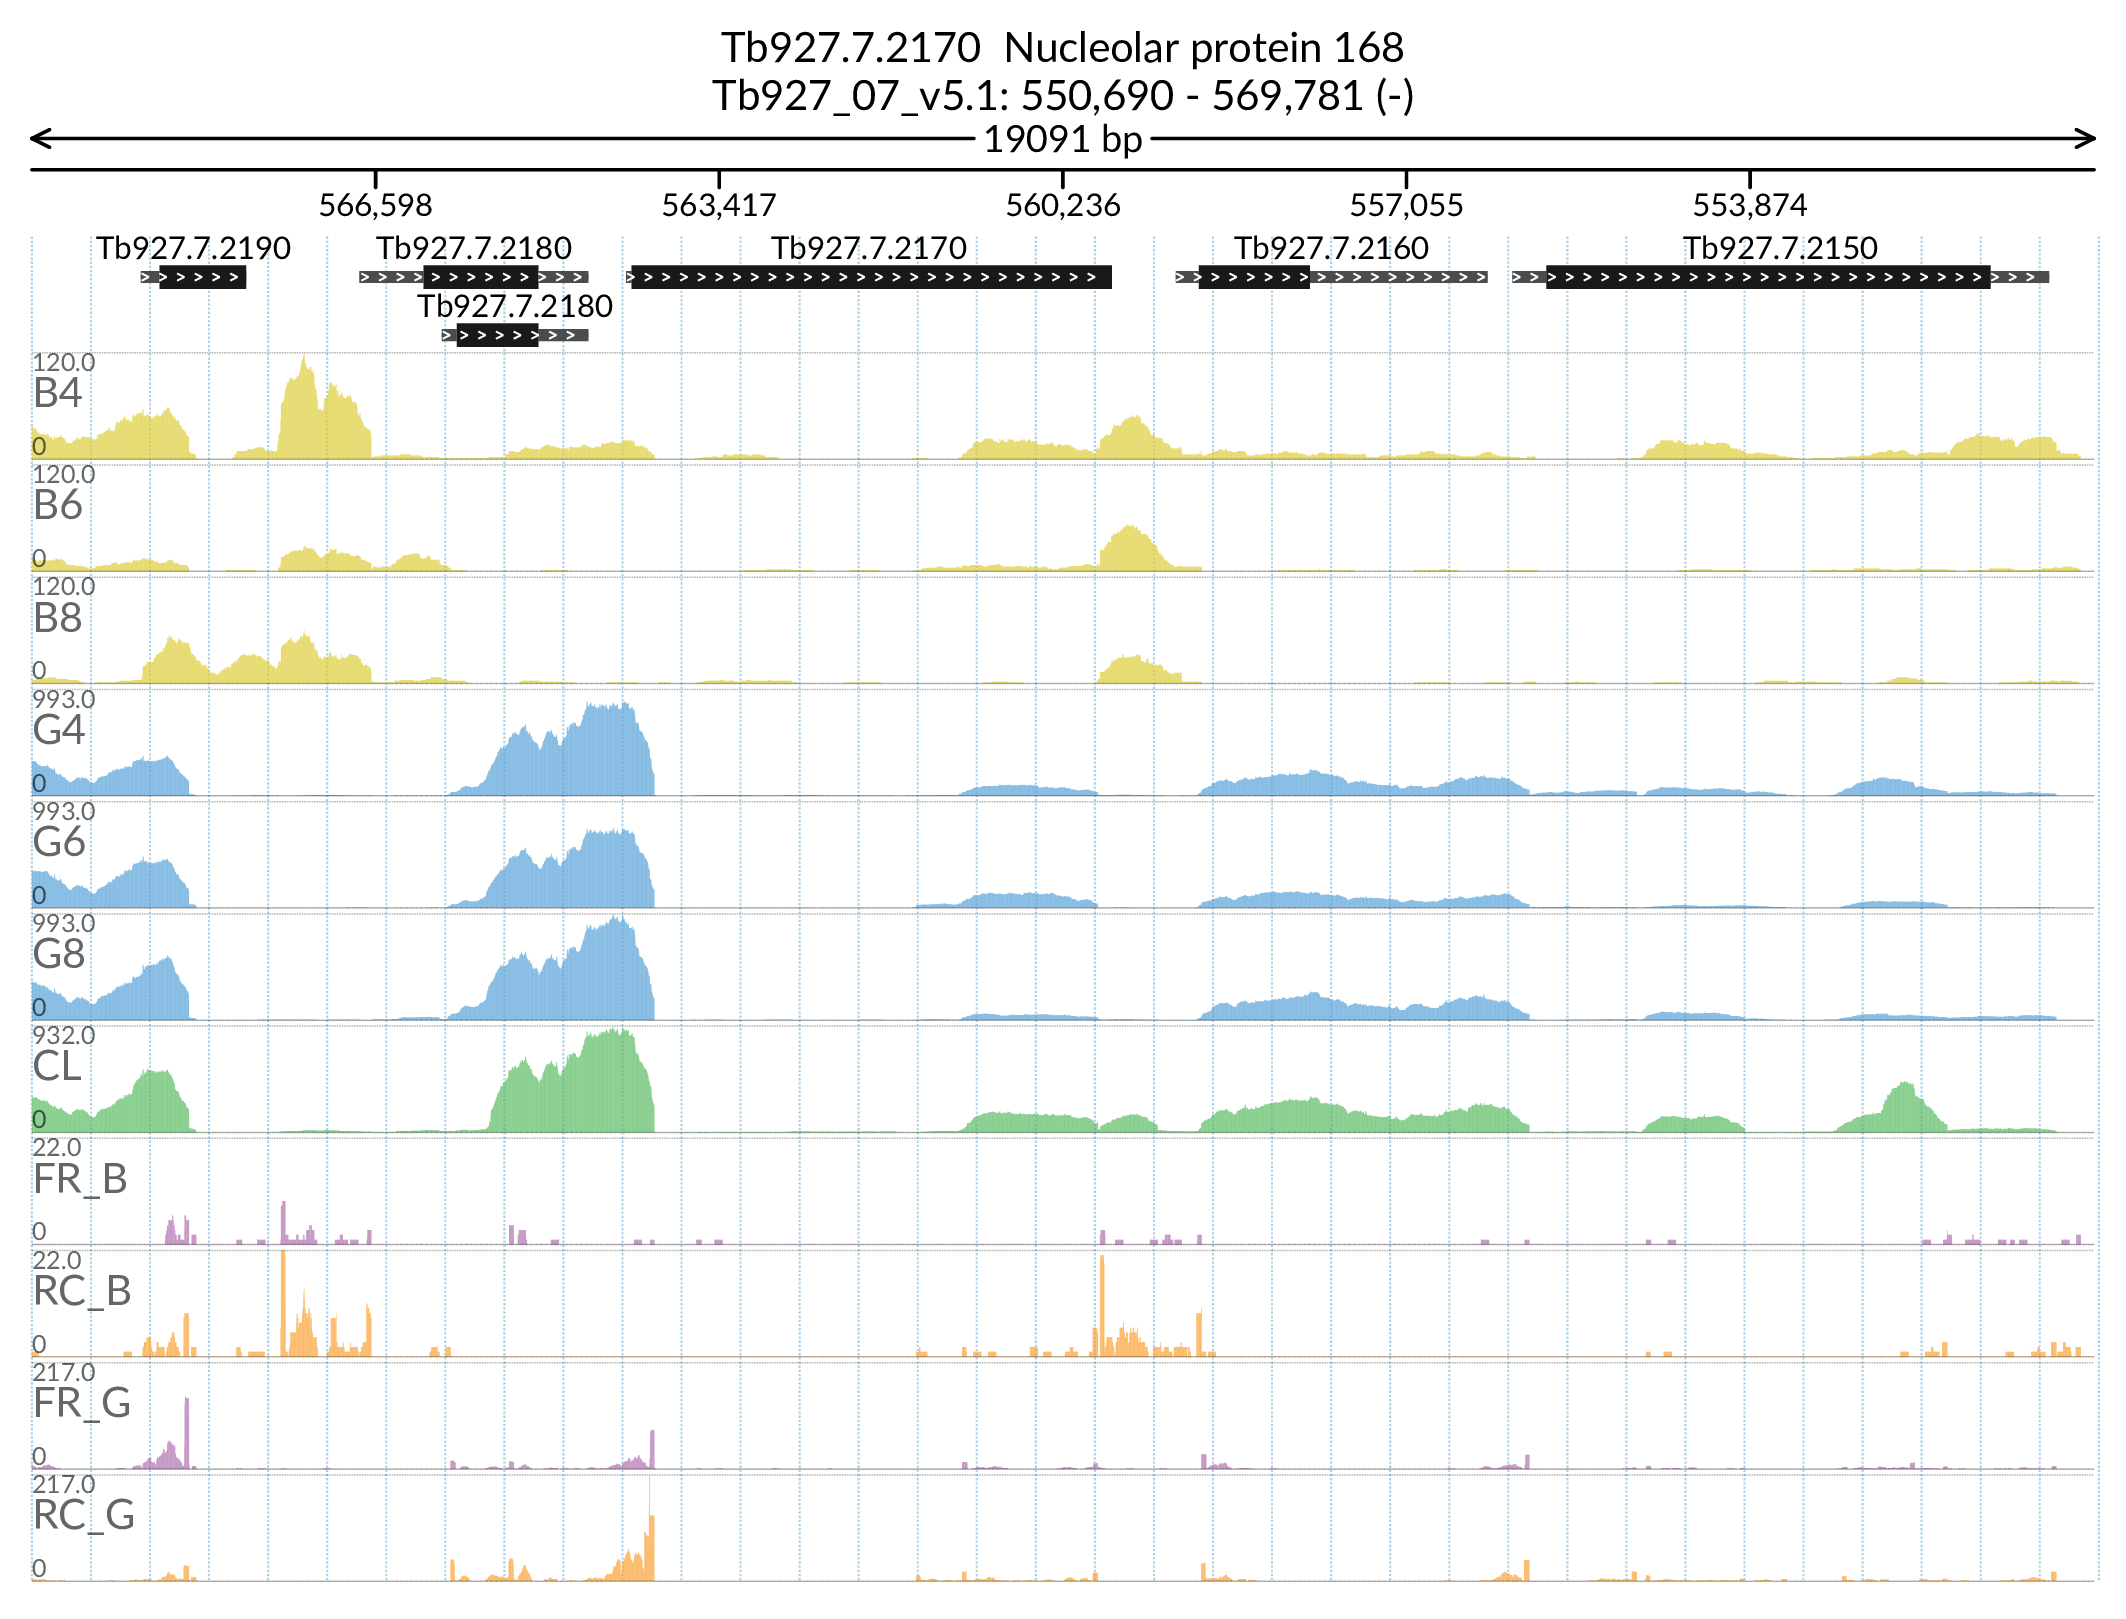 Tb927.7.2170  Nucleolar protein 168
Tb927_07_v5.1: 550,690 - 569,781 (-)
19091 bp
566,598 563,417 560,236 557,055 553,874
Tb927.7.2190 Tb927.7.2180 Tb927.7.2170 Tb927.7.2160 Tb927.7.2150
Tb927.7.2180
120.0
B4
0
120.0
B6
0
120.0
B8
0
993.0
G4
0
993.0
G6
0
993.0
G8
0
932.0
CL
0
22.0
FR_B
0
22.0
RC_B
0
217.0
FR_G
0
217.0
RC_G
0